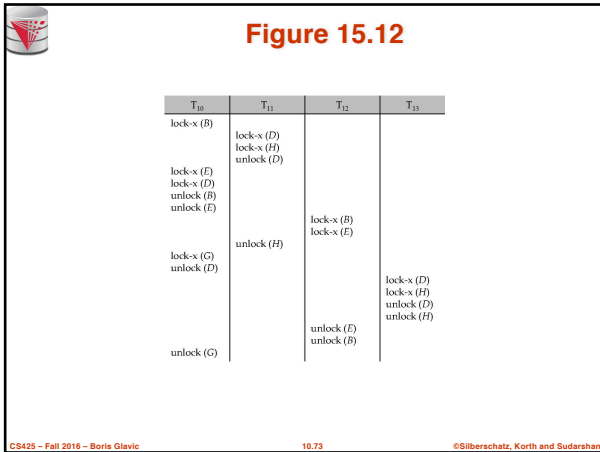 Figure 15.12
T10 T11 T12 T13
lock-x (B)
lock-x (D)
lock-x (H)
unlock (D)
lock-x (E)
lock-x (D)
unlock (B)
unlock (E)
lock-x (B)
lock-x (E)
unlock (H)
lock-x (G)
unlock (D)
lock-x (D)
lock-x (H)
unlock (D)
unlock (H)
unlock (E)
unlock (B)
unlock (G)
CS425 – Fall 2016 – Boris Glavic 10.73 ©Silberschatz, Korth and Sudarshan